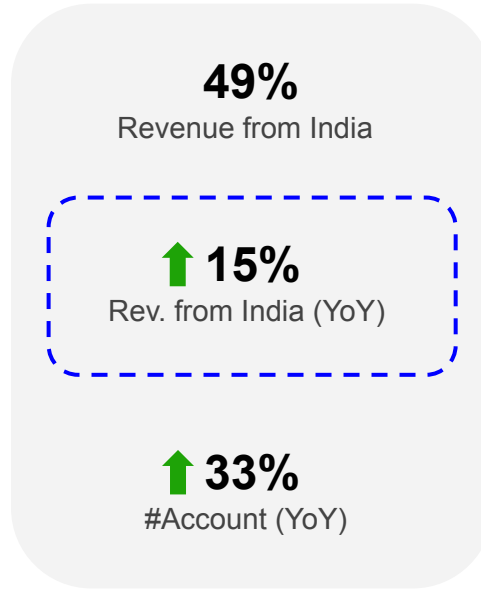 49%
Revenue from India
15%
Rev. from India (YoY)
33%
#Account (YoY)